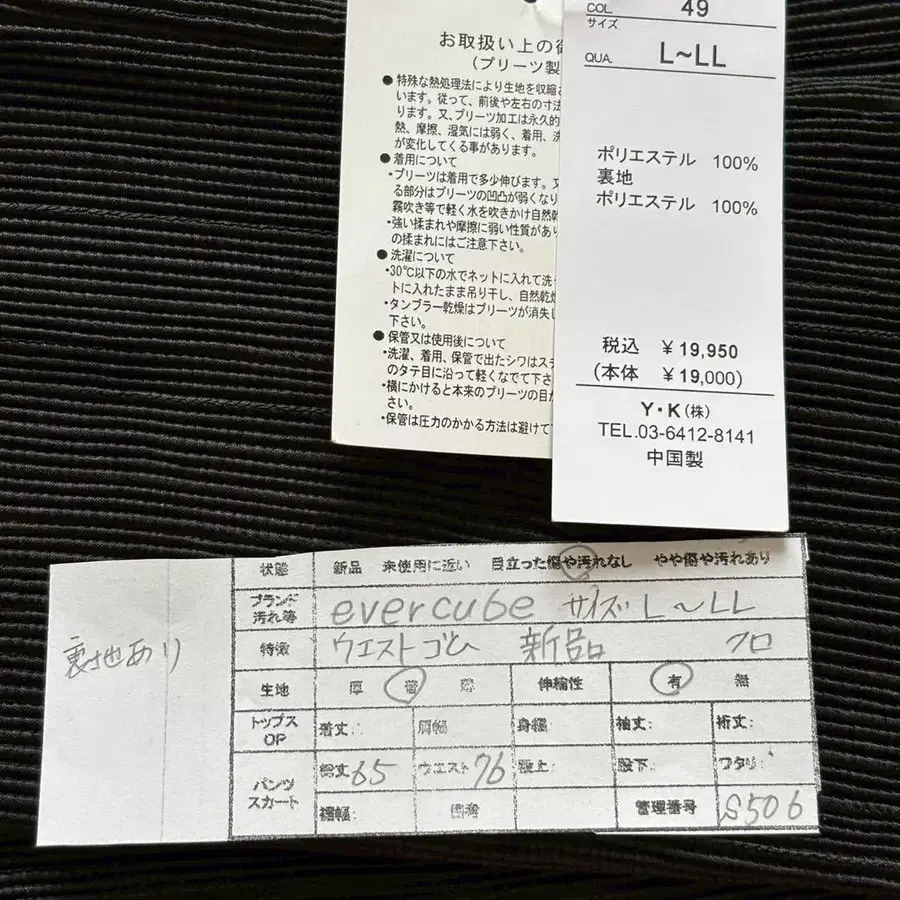 お取扱い上の
(プリーツ製
●特殊な熱処理法により生地を収縮
います。従って、前後や左右の寸法
ります。又、プリーツ加工は永久的
熱、摩擦、湿気には弱く、着用、洗
が変化してくる事があります。
●着用について
・プリーツは着用で多少伸びます。又
る部分はプリーツの凹凸が弱くなり
霧吹き等で軽く水を吹きかけ自然乾
・強い揉まれや摩擦に弱い性質があり
の揉まれにはご注意下さい。
●洗濯について
・30℃以下の水でネットに入れて洗
トに入れたまま吊り干し、自然乾燥
・タンブラー乾燥はプリーツが消失し
下さい。
●保管又は使用後について
・洗濯、着用、保管で出たシワはスチ
のタテ目に沿って軽くなでて下さ
・横にかけると本来のプリーツの目が
さい。
・保管は圧力のかかる方法は避けて下
COL. 49
サイズ
QUA. L~LL
ポリエステル 100%
裏地
ポリエステル 100%
税込 ¥19,950
(本体 ¥19,000)
Y・K(株)
TEL.03-6412-8141
中国製
裏地あり
状態 新品 未使用に近い 目立った傷や汚れなし やや傷や汚れあり
ブランド 汚れ等 evercube サイズ L~LL
特徴 ウエストゴム 新品 クロ
生地 厚 普 伸縮性 有 無
トップス OP 着丈: 肩幅 身幅 袖丈: 裄丈:
パンツ スカート 総丈 65 ウエスト 76 股上: 股下: ワタリ:
裾幅: 備考 管理番号 S506